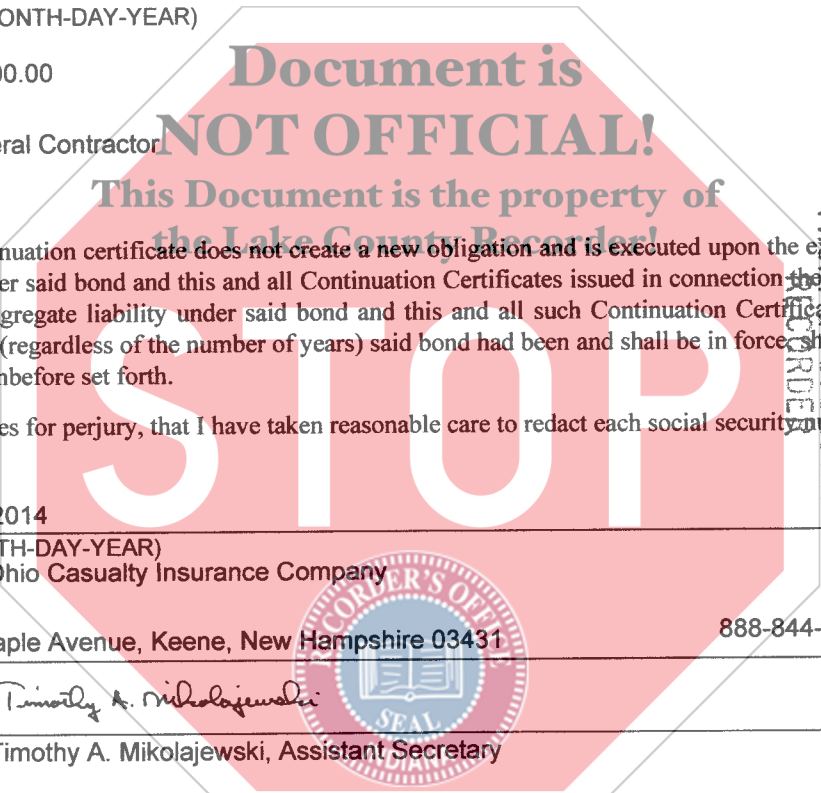 ONTH-DAY-YEAR)
Document is
00.00
NOT OFFICIAL!
eral Contractor
This Document is the property of
the Lake County Recorder!
nuation certificate does not create a new obligation and is executed upon the e
er said bond and this and all Continuation Certificates issued in connection the
gregate liability under said bond and this and all such Continuation Certifica
(regardless of the number of years) said bond had been and shall be in force, sh
nbefore set forth.
RECORDER
es for perjury, that I have taken reasonable care to redact each social security nu
STOP
2014
TH-DAY-YEAR)
Ohio Casualty Insurance Company
aple Avenue, Keene, New Hampshire 03431
888-844-
Timothy A. Mikolajewski
Timothy A. Mikolajewski, Assistant Secretary
RECORDER'S OFFICE
SEAL
INDIANA